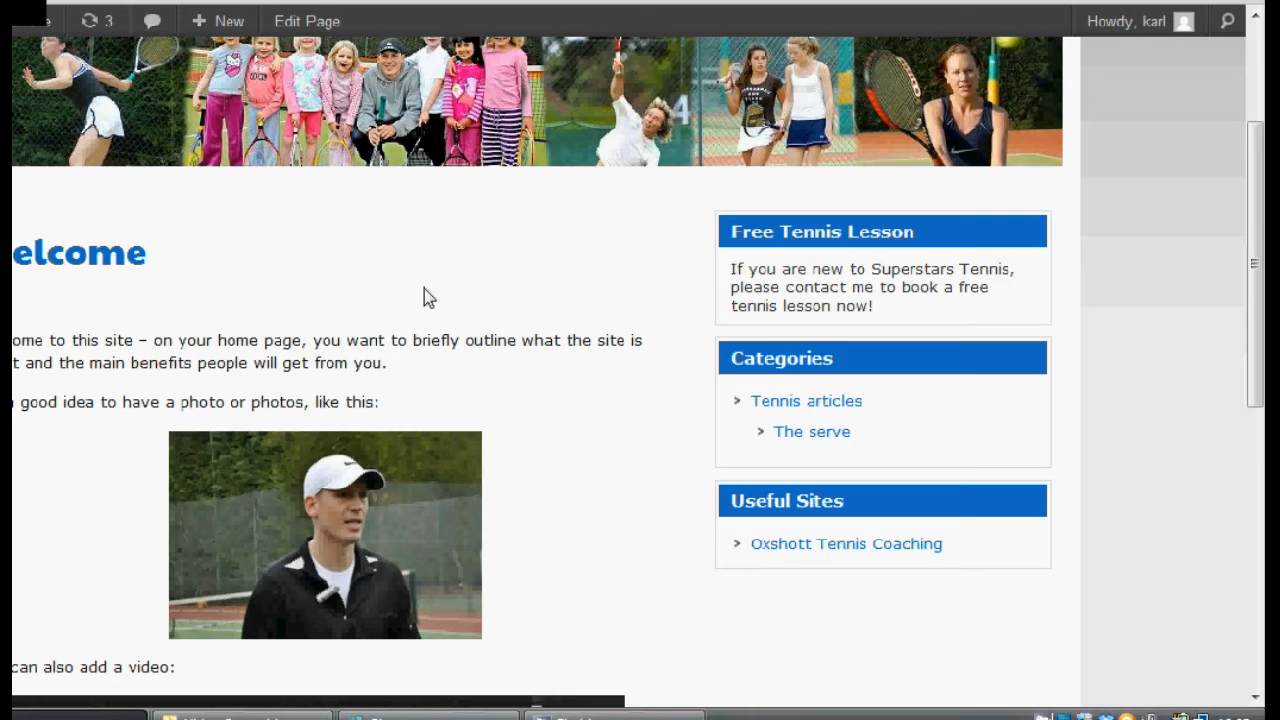 3
New
Edit Page
Howdy, karl
elcome
Free Tennis Lesson
If you are new to Superstars Tennis,
please contact me to book a free
tennis lesson now!
ome to this site – on your home page, you want to briefly outline what the site is
t and the main benefits people will get from you.
good idea to have a photo or photos, like this:
Categories
Tennis articles
The serve
Useful Sites
Oxshott Tennis Coaching
can also add a video: